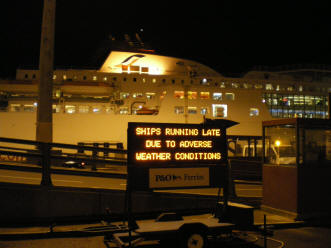 SHIPS RUNNING LATE
DUE TO ADVERSE
WEATHER CONDITIONS
P&O Ferries